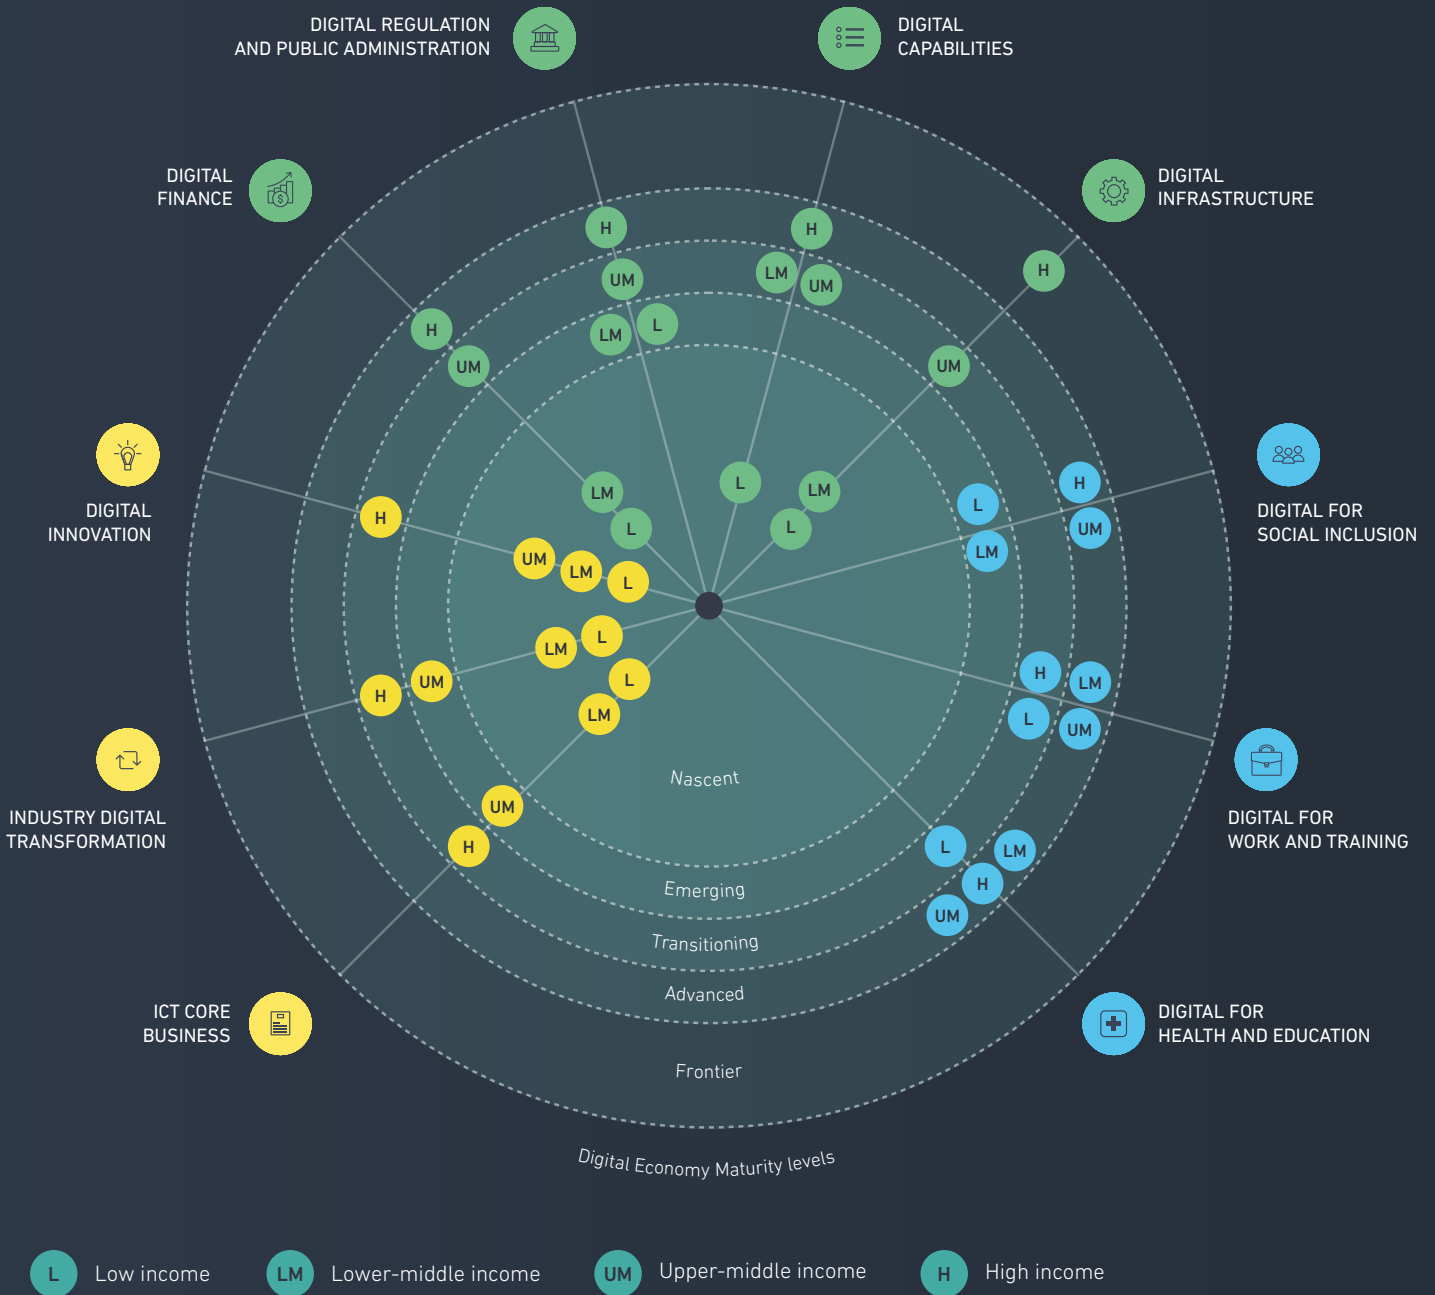 DIGITAL REGULATION
AND PUBLIC ADMINISTRATION
DIGITAL
CAPABILITIES
DIGITAL
FINANCE
DIGITAL
INFRASTRUCTURE
H
H
UM
LM
UM
H
LM
L
H
UM
UM
DIGITAL
INNOVATION
LM
L
L
LM
L
H
UM
LM
L
L
LM
H
UM
DIGITAL FOR
SOCIAL INCLUSION
LM
L
H
UM
L
LM
H
LM
L
UM
INDUSTRY DIGITAL
TRANSFORMATION
DIGITAL FOR
WORK AND TRAINING
UM
H
L
LM
H
UM
Nascent
Emerging
Transitioning
Advanced
Frontier
ICT CORE
BUSINESS
DIGITAL FOR
HEALTH AND EDUCATION
Digital Economy Maturity levels
L Low income
LM Lower-middle income
UM Upper-middle income
H High income